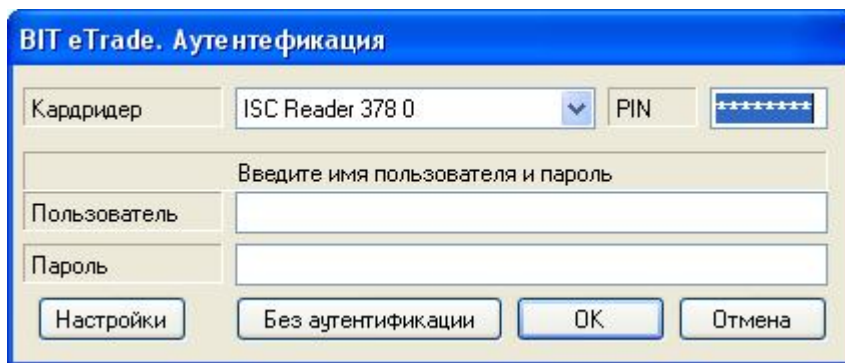 BIT eTrade. Аутентефикация
Кардридер ISC Reader 378 0 PIN ********
Введите имя пользователя и пароль
Пользователь
Пароль
Настройки Без аутентификации OK Отмена